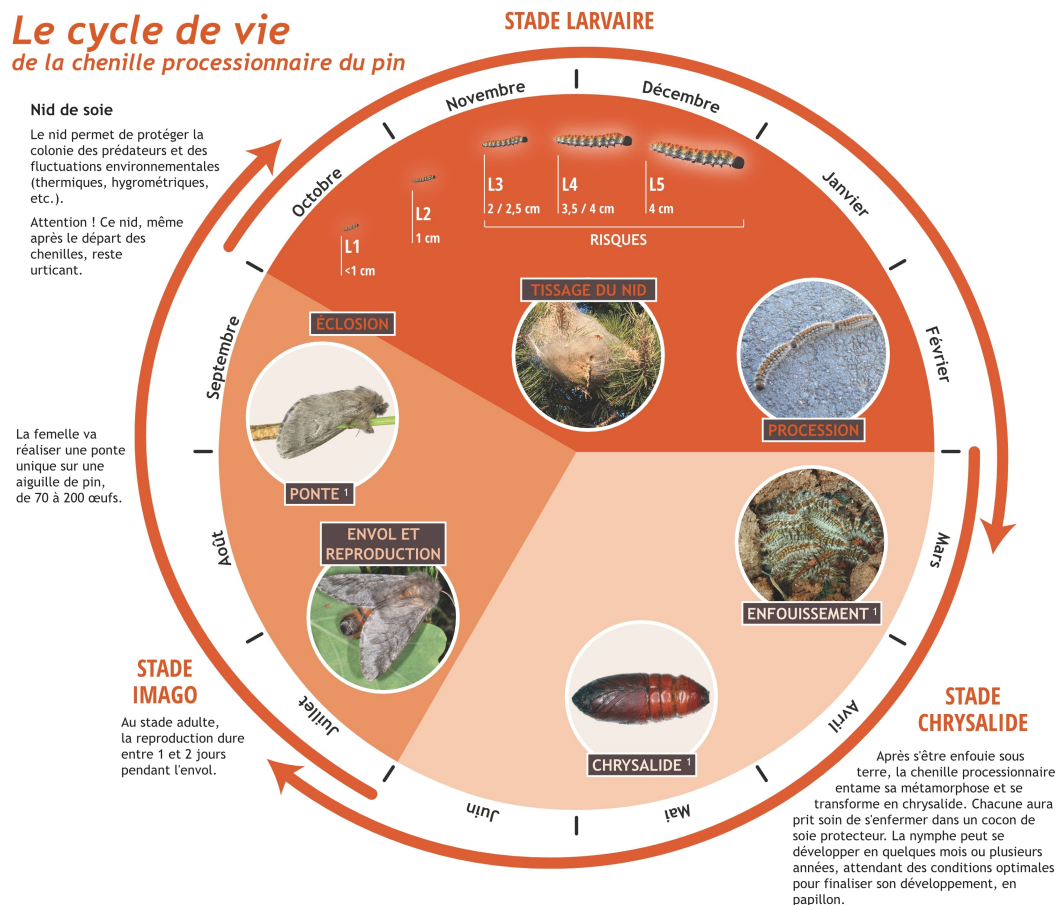 Le cycle de vie
de la chenille processionnaire du pin
STADE LARVAIRE
Nid de soie
Le nid permet de protéger la
colonie des prédateurs et des
fluctuations environnementales
(thermiques, hygrométriques,
etc.).
Attention ! Ce nid, même
après le départ des
chenilles, reste
urticant.
Octobre
Novembre
Décembre
Janvier
Février
Mars
Avril
Mai
Juin
Juillet
Août
Septembre
L1
<1 cm
L2
1 cm
L3
2 / 2,5 cm
L4
3,5 / 4 cm
L5
4 cm
RISQUES
TISSAGE DU NID
PROCESSION
ÉCLOSION
PONTE 1
ENVOL ET
REPRODUCTION
ENFOUISSEMENT 1
CHRYSALIDE 1
La femelle va
réaliser une ponte
unique sur une
aiguille de pin,
de 70 à 200 œufs.
STADE
IMAGO
Au stade adulte,
la reproduction dure
entre 1 et 2 jours
pendant l'envol.
STADE
CHRYSALIDE
Après s'être enfouie sous
terre, la chenille processionnaire
entame sa métamorphose et se
transforme en chrysalide. Chacune aura
prit soin de s'enfermer dans un cocon de
soie protecteur. La nymphe peut se
développer en quelques mois ou plusieurs
années, attendant des conditions optimales
pour finaliser son développement, en
papillon.